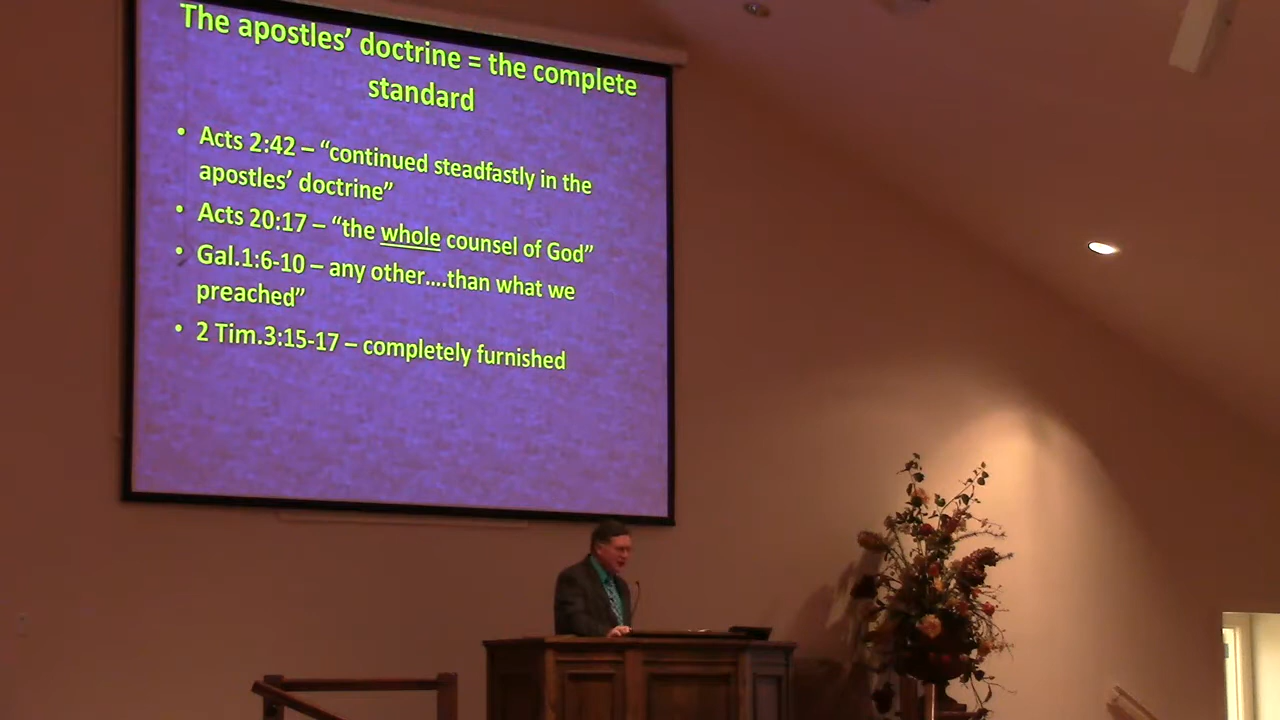 The apostles’ doctrine = the complete
standard
• Acts 2:42 – “continued steadfastly in the
apostles’ doctrine”
• Acts 20:17 – “the whole counsel of God”
• Gal.1:6-10 – any other....than what we
preached”
• 2 Tim.3:15-17 – completely furnished